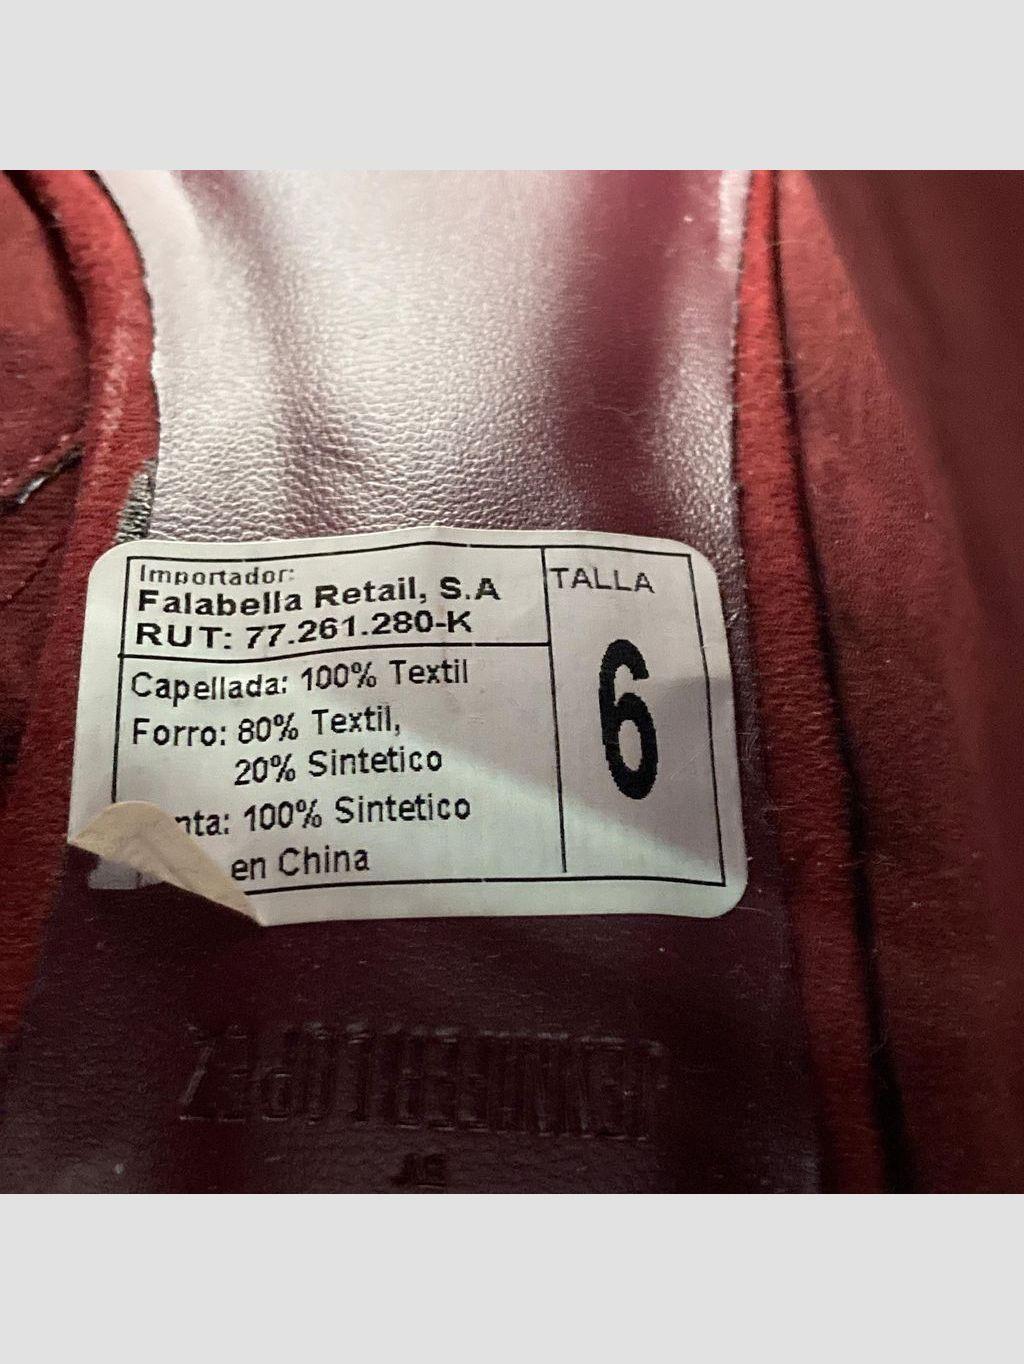 Importador:
Falabella Retail, S.A
RUT: 77.261.280-K
Capellada: 100% Textil
Forro: 80% Textil,
20% Sintetico
nta: 100% Sintetico
en China
TALLA
6
JENNIFER LOPEZ